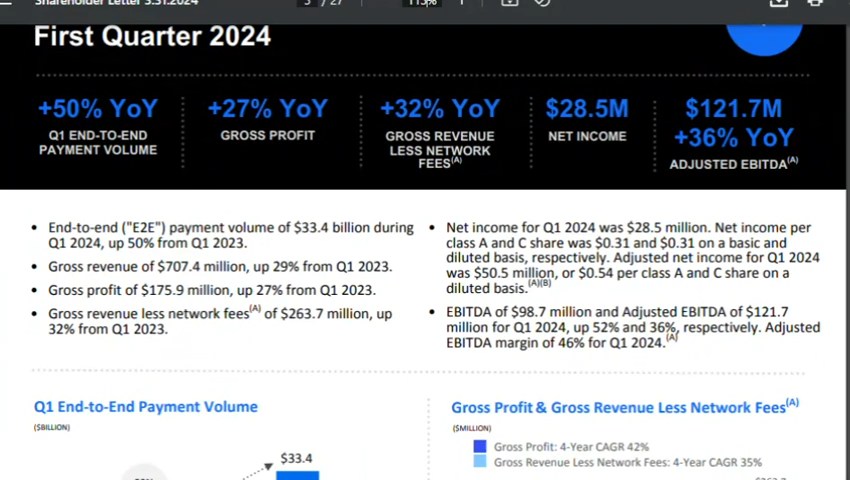 Shareholder Letter 3.31.2024
3 / 27
115%
First Quarter 2024
+50% YoY
Q1 END-TO-END
PAYMENT VOLUME
+27% YoY
GROSS PROFIT
+32% YoY
GROSS REVENUE
LESS NETWORK
FEES(A)
$28.5M
NET INCOME
$121.7M
+36% YoY
ADJUSTED EBITDA(A)
• End-to-end ("E2E") payment volume of $33.4 billion during
Q1 2024, up 50% from Q1 2023.
• Gross revenue of $707.4 million, up 29% from Q1 2023.
• Gross profit of $175.9 million, up 27% from Q1 2023.
• Gross revenue less network fees(A) of $263.7 million, up
32% from Q1 2023.
• Net income for Q1 2024 was $28.5 million. Net income per
class A and C share was $0.31 and $0.31 on a basic and
diluted basis, respectively. Adjusted net income for Q1 2024
was $50.5 million, or $0.54 per class A and C share on a
diluted basis.(A)(B)
• EBITDA of $98.7 million and Adjusted EBITDA of $121.7
million for Q1 2024, up 52% and 36%, respectively. Adjusted
EBITDA margin of 46% for Q1 2024.(A)
Q1 End-to-End Payment Volume
($BILLION)
$33.4
Gross Profit & Gross Revenue Less Network Fees(A)
($MILLION)
Gross Profit: 4-Year CAGR 42%
Gross Revenue Less Network Fees: 4-Year CAGR 35%